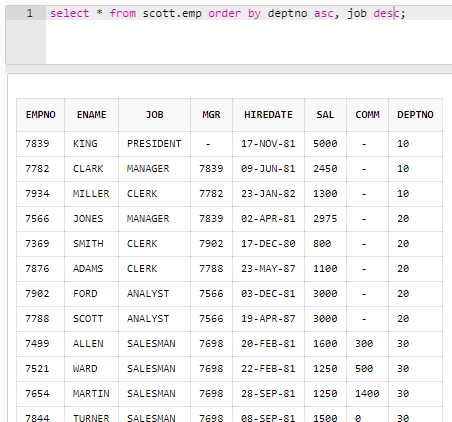 1 select * from scott.emp order by deptno asc, job desc;
EMPNO ENAME JOB MGR HIREDATE SAL COMM DEPTNO
7839 KING PRESIDENT - 17-NOV-81 5000 - 10
7782 CLARK MANAGER 7839 09-JUN-81 2450 - 10
7934 MILLER CLERK 7782 23-JAN-82 1300 - 10
7566 JONES MANAGER 7839 02-APR-81 2975 - 20
7369 SMITH CLERK 7902 17-DEC-80 800 - 20
7876 ADAMS CLERK 7788 23-MAY-87 1100 - 20
7902 FORD ANALYST 7566 03-DEC-81 3000 - 20
7788 SCOTT ANALYST 7566 19-APR-87 3000 - 20
7499 ALLEN SALESMAN 7698 20-FEB-81 1600 300 30
7521 WARD SALESMAN 7698 22-FEB-81 1250 500 30
7654 MARTIN SALESMAN 7698 28-SEP-81 1250 1400 30
7844 TURNER SALESMAN 7698 08-SEP-81 1500 0 30